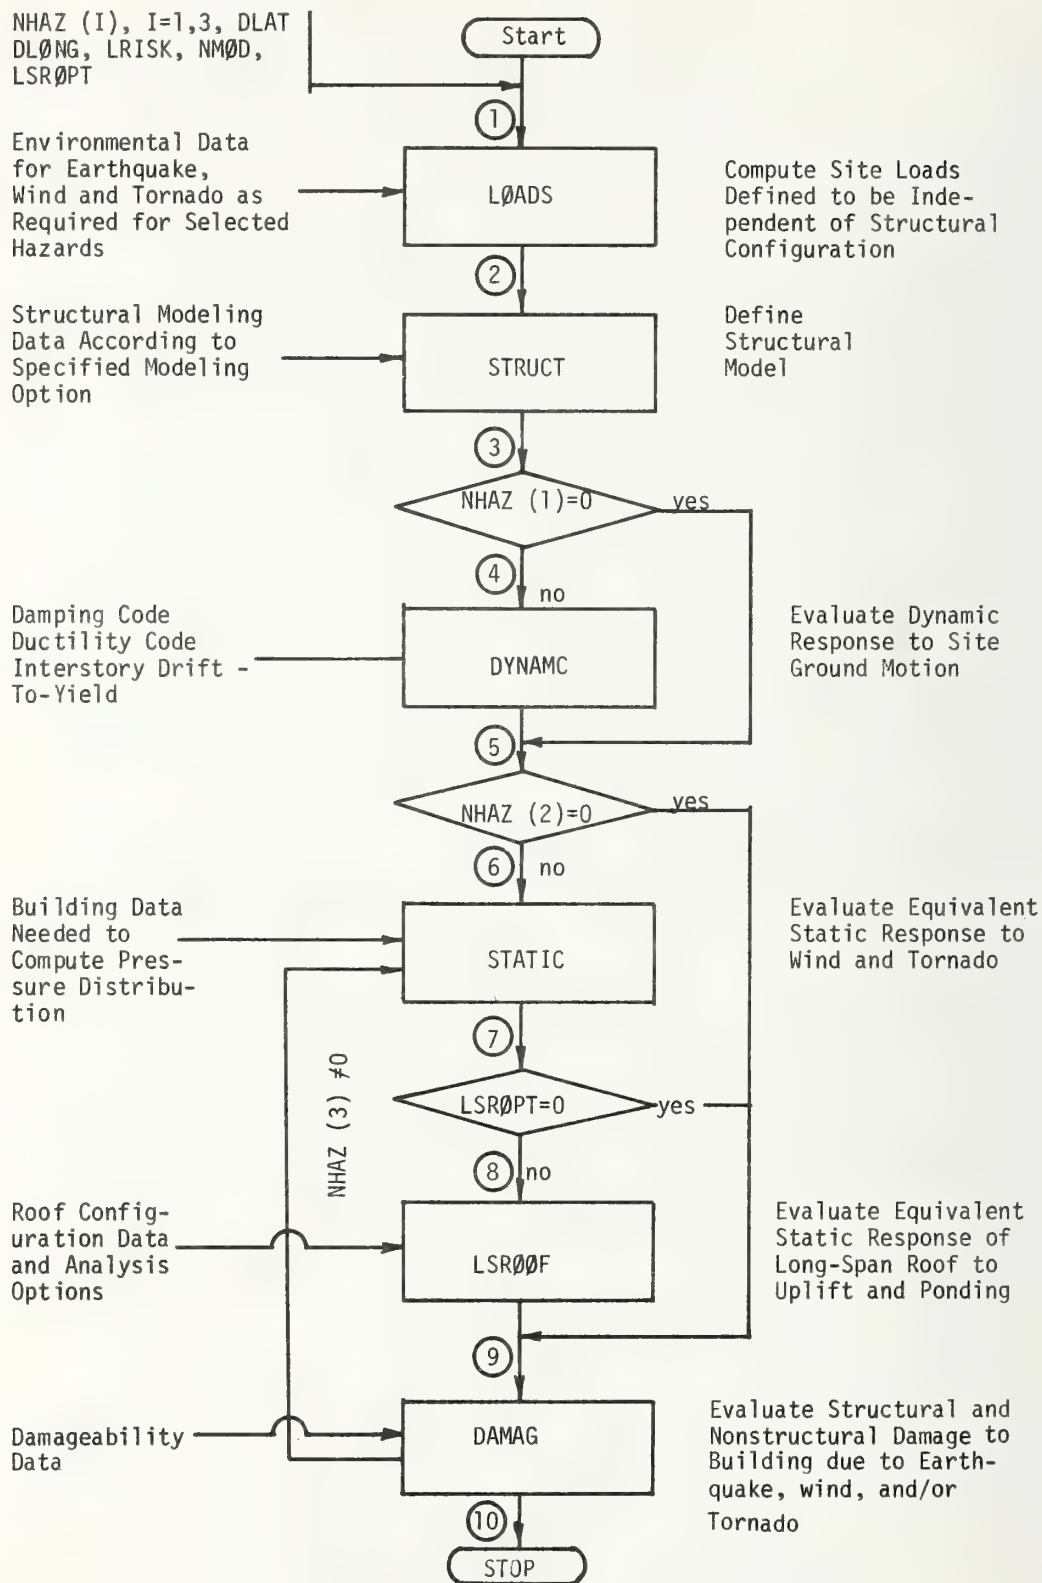 NHAZ (I), I=1,3, DLAT
DLØNG, LRISK, NMØD,
LSRØPT
Start
1
Environmental Data
for Earthquake,
Wind and Tornado as
Required for Selected
Hazards
LØADS
Compute Site Loads
Defined to be Inde-
pendent of Structural
Configuration
2
Structural Modeling
Data According to
Specified Modeling
Option
STRUCT
Define
Structural
Model
3
NHAZ (1)=0
yes
4
no
Damping Code
Ductility Code
Interstory Drift -
To-Yield
DYNAMC
Evaluate Dynamic
Response to Site
Ground Motion
5
NHAZ (2)=0
yes
6
no
Building Data
Needed to
Compute Pres-
sure Distribu-
tion
STATIC
Evaluate Equivalent
Static Response to
Wind and Tornado
7
NHAZ (3) ≠0
LSRØPT=0
yes
8
no
Roof Config-
uration Data
and Analysis
Options
LSRØØF
Evaluate Equivalent
Static Response of
Long-Span Roof to
Uplift and Ponding
9
Damageability
Data
DAMAG
Evaluate Structural and
Nonstructural Damage to
Building due to Earth-
quake, wind, and/or
Tornado
10
STOP